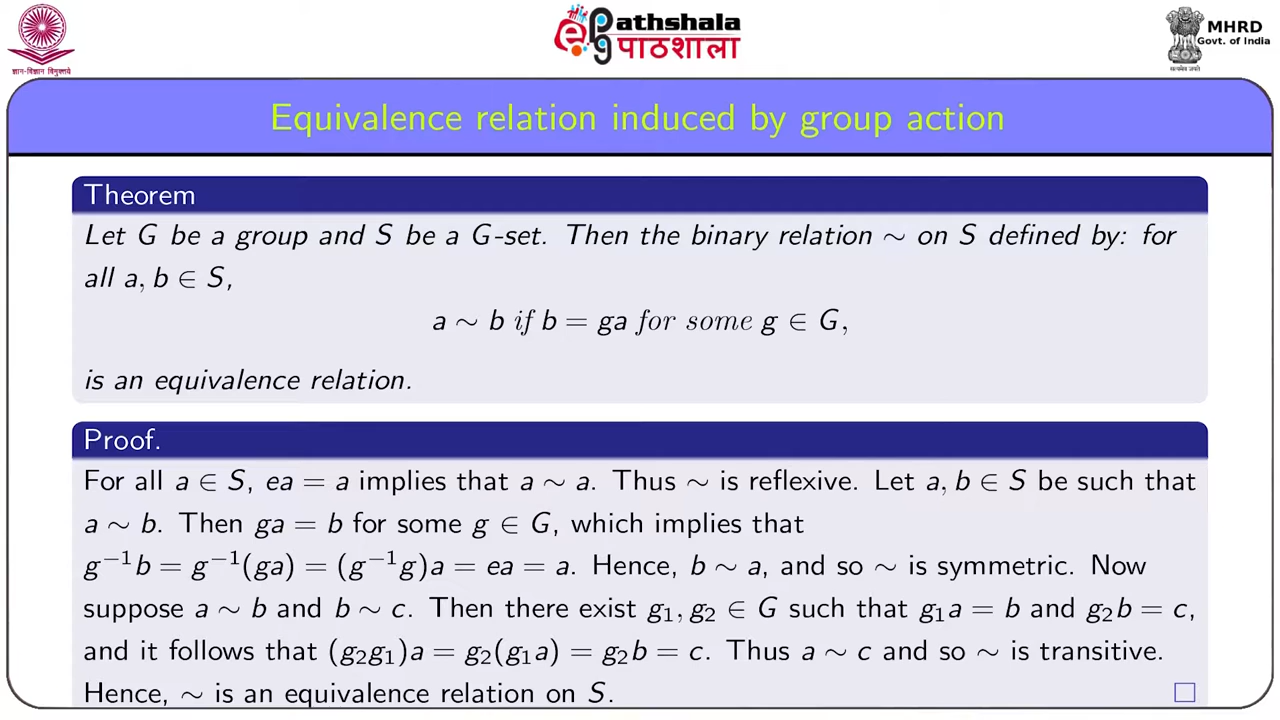 ज्ञान-विज्ञान विमुक्तये
ePg Pathshala
पाठशाला
MHRD
Govt. of India
Equivalence relation induced by group action
Theorem
Let G be a group and S be a G-set. Then the binary relation ∼ on S defined by: for
all a, b ∈ S,
a ∼ b if b = ga for some g ∈ G,
is an equivalence relation.
Proof.
For all a ∈ S, ea = a implies that a ∼ a. Thus ∼ is reflexive. Let a, b ∈ S be such that
a ∼ b. Then ga = b for some g ∈ G, which implies that
g⁻¹b = g⁻¹(ga) = (g⁻¹g)a = ea = a. Hence, b ∼ a, and so ∼ is symmetric. Now
suppose a ∼ b and b ∼ c. Then there exist g₁, g₂ ∈ G such that g₁a = b and g₂b = c,
and it follows that (g₂g₁)a = g₂(g₁a) = g₂b = c. Thus a ∼ c and so ∼ is transitive.
Hence, ∼ is an equivalence relation on S. □